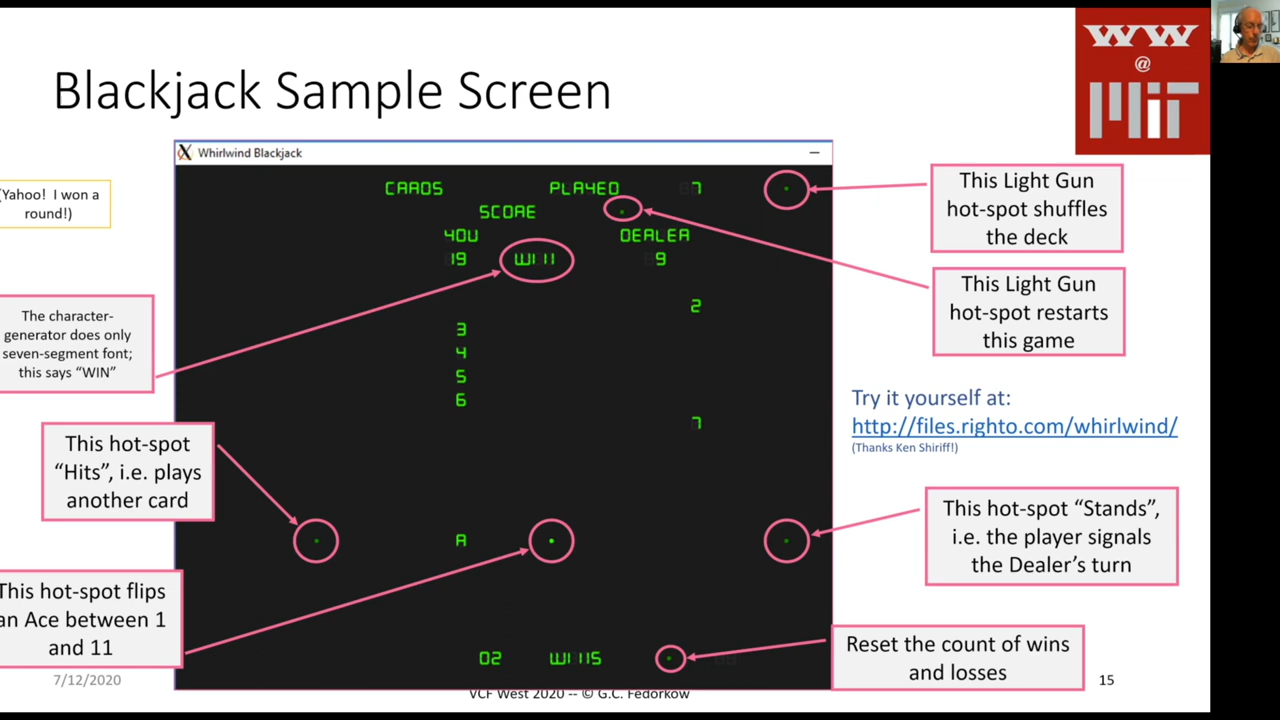 Blackjack Sample Screen
WW
@
MIT
Whirlwind Blackjack
(Yahoo! I won a
round!)
CARDS PLAYED 7
SCORE
YOU DEALER
19 WIN 9
2
3
4
5
6
7
A
02 WINS
This Light Gun
hot-spot shuffles
the deck
This Light Gun
hot-spot restarts
this game
The character-
generator does only
seven-segment font;
this says “WIN”
Try it yourself at:
http://files.righto.com/whirlwind/
(Thanks Ken Shiriff!)
This hot-spot
“Hits”, i.e. plays
another card
This hot-spot “Stands”,
i.e. the player signals
the Dealer’s turn
This hot-spot flips
an Ace between 1
and 11
Reset the count of wins
and losses
7/12/2020
VCF West 2020 -- © G.C. Fedorkow
15